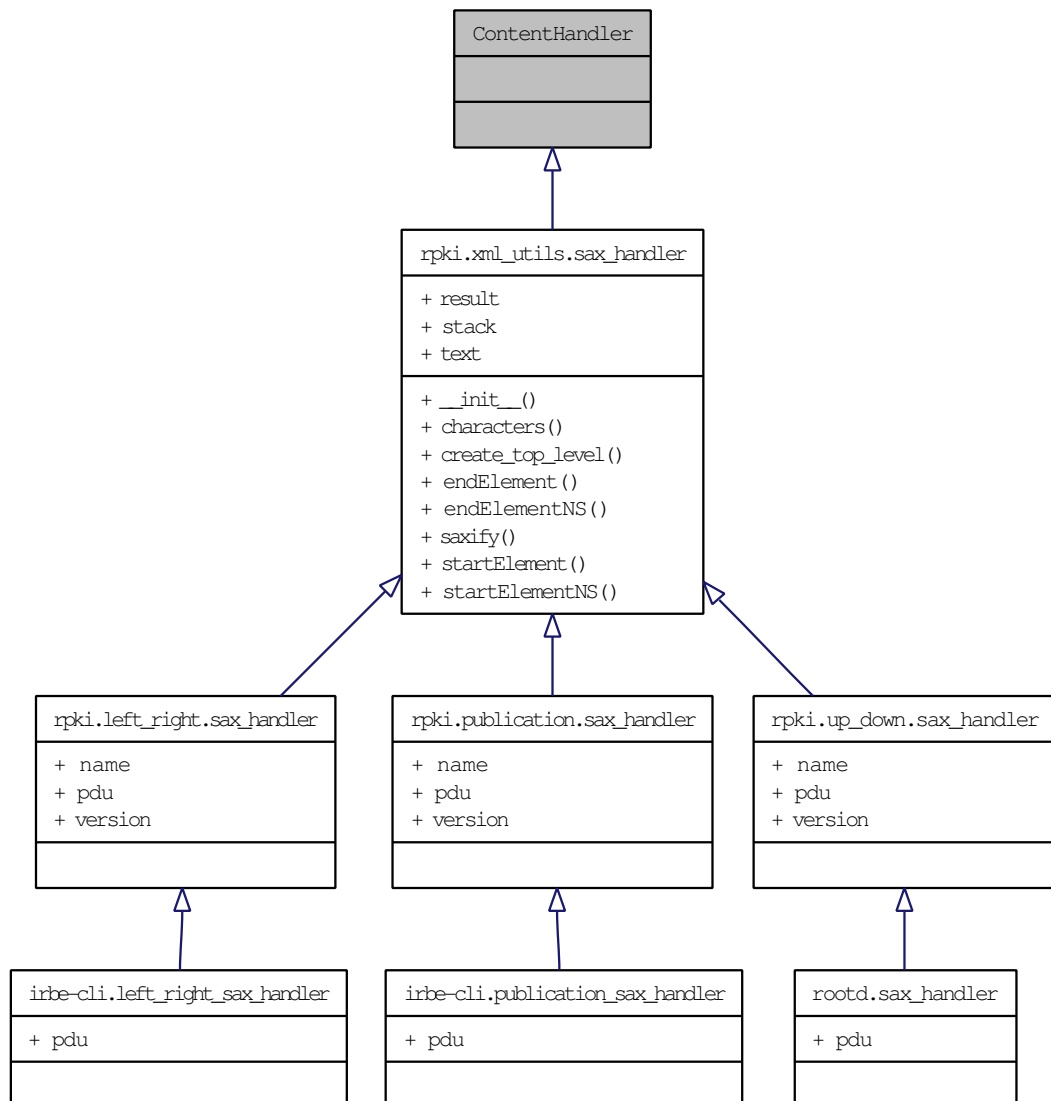 ContentHandler
rpki.xml_utils.sax_handler
+ result
+ stack
+ text
+ __init__()
+ characters()
+ create_top_level()
+ endElement()
+ endElementNS()
+ saxify()
+ startElement()
+ startElementNS()
rpki.left_right.sax_handler
+ name
+ pdu
+ version
rpki.publication.sax_handler
+ name
+ pdu
+ version
rpki.up_down.sax_handler
+ name
+ pdu
+ version
irbe-cli.left_right_sax_handler
+ pdu
irbe-cli.publication_sax_handler
+ pdu
rootd.sax_handler
+ pdu